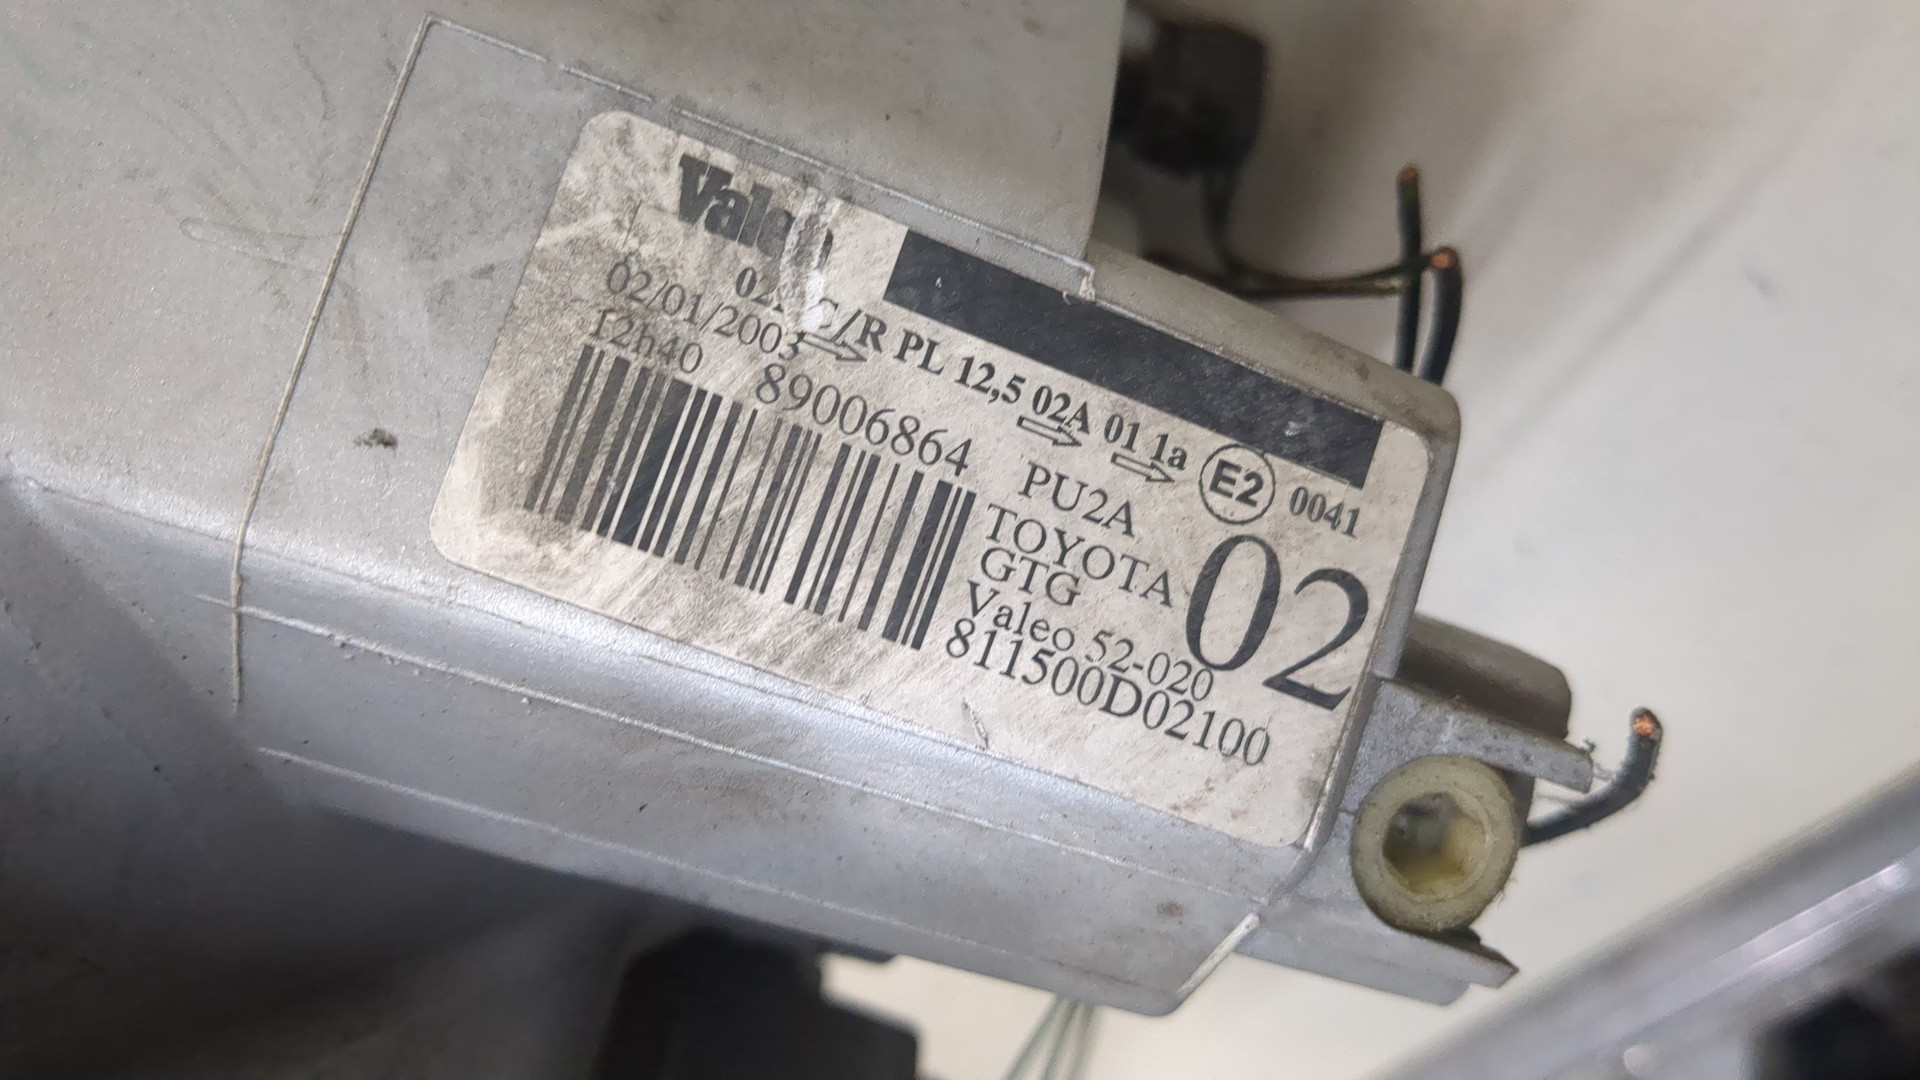 Valeo
C/R PL 12,5 02A 01 1a E2 0041
02/01/2003
12h40 89006864
PU2A
TOYOTA
GTG
Valeo 52-020
811500D02100
02